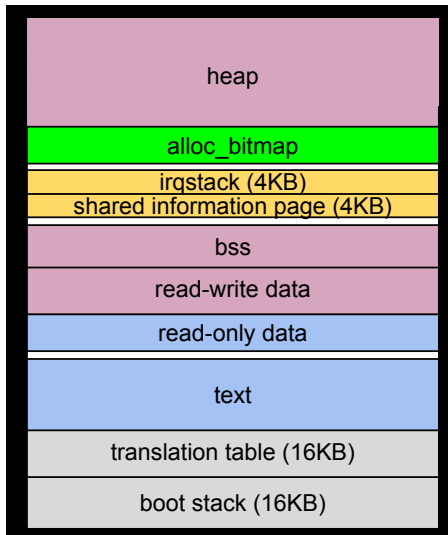 heap
alloc_bitmap
irqstack (4KB)
shared information page (4KB)
bss
read-write data
read-only data
text
translation table (16KB)
boot stack (16KB)